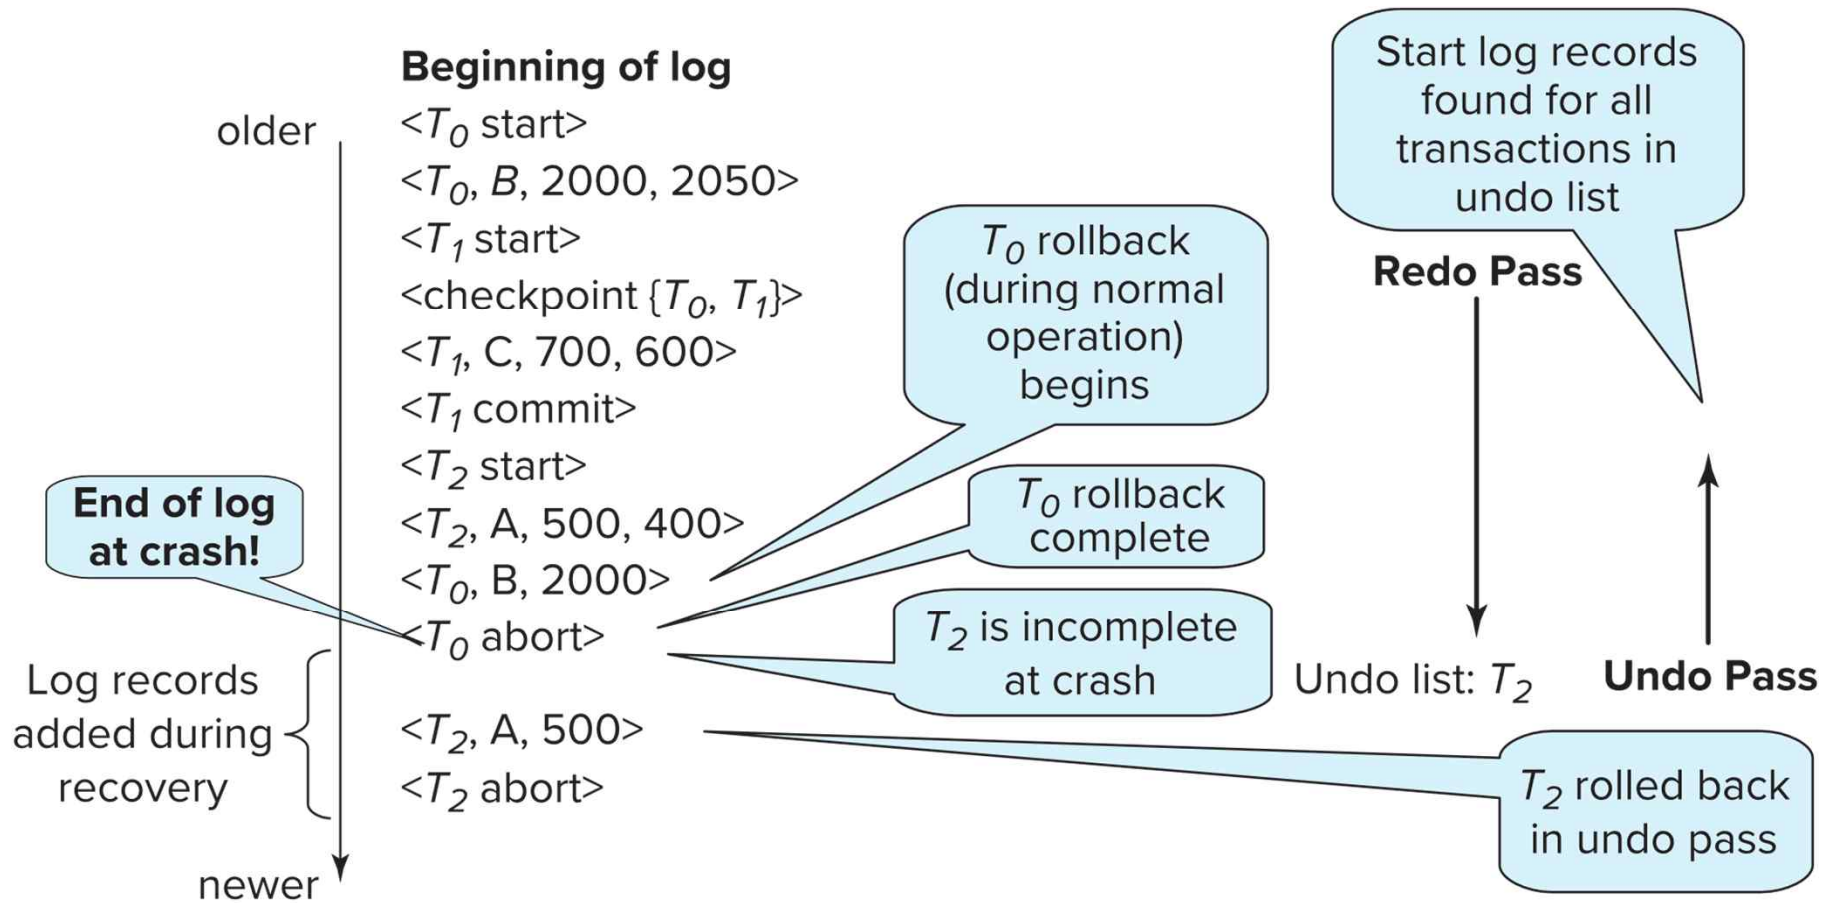 Beginning of log
older
<T0 start>
<T0, B, 2000, 2050>
<T1 start>
<checkpoint {T0, T1}>
<T1, C, 700, 600>
<T1 commit>
<T2 start>
<T2, A, 500, 400>
<T0, B, 2000>
<T0 abort>
<T2, A, 500>
<T2 abort>
newer
End of log
at crash!
Log records
added during
recovery
T0 rollback
(during normal
operation)
begins
T0 rollback
complete
T2 is incomplete
at crash
Start log records
found for all
transactions in
undo list
Redo Pass
Undo list: T2
Undo Pass
T2 rolled back
in undo pass